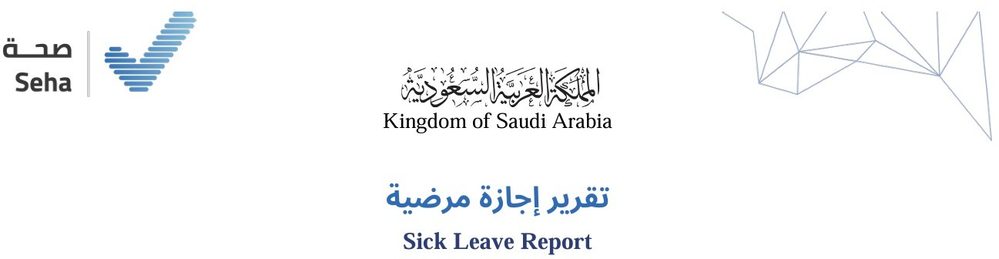 صحة
Seha
المملكة العربية السعودية
Kingdom of Saudi Arabia
تقرير إجازة مرضية
Sick Leave Report